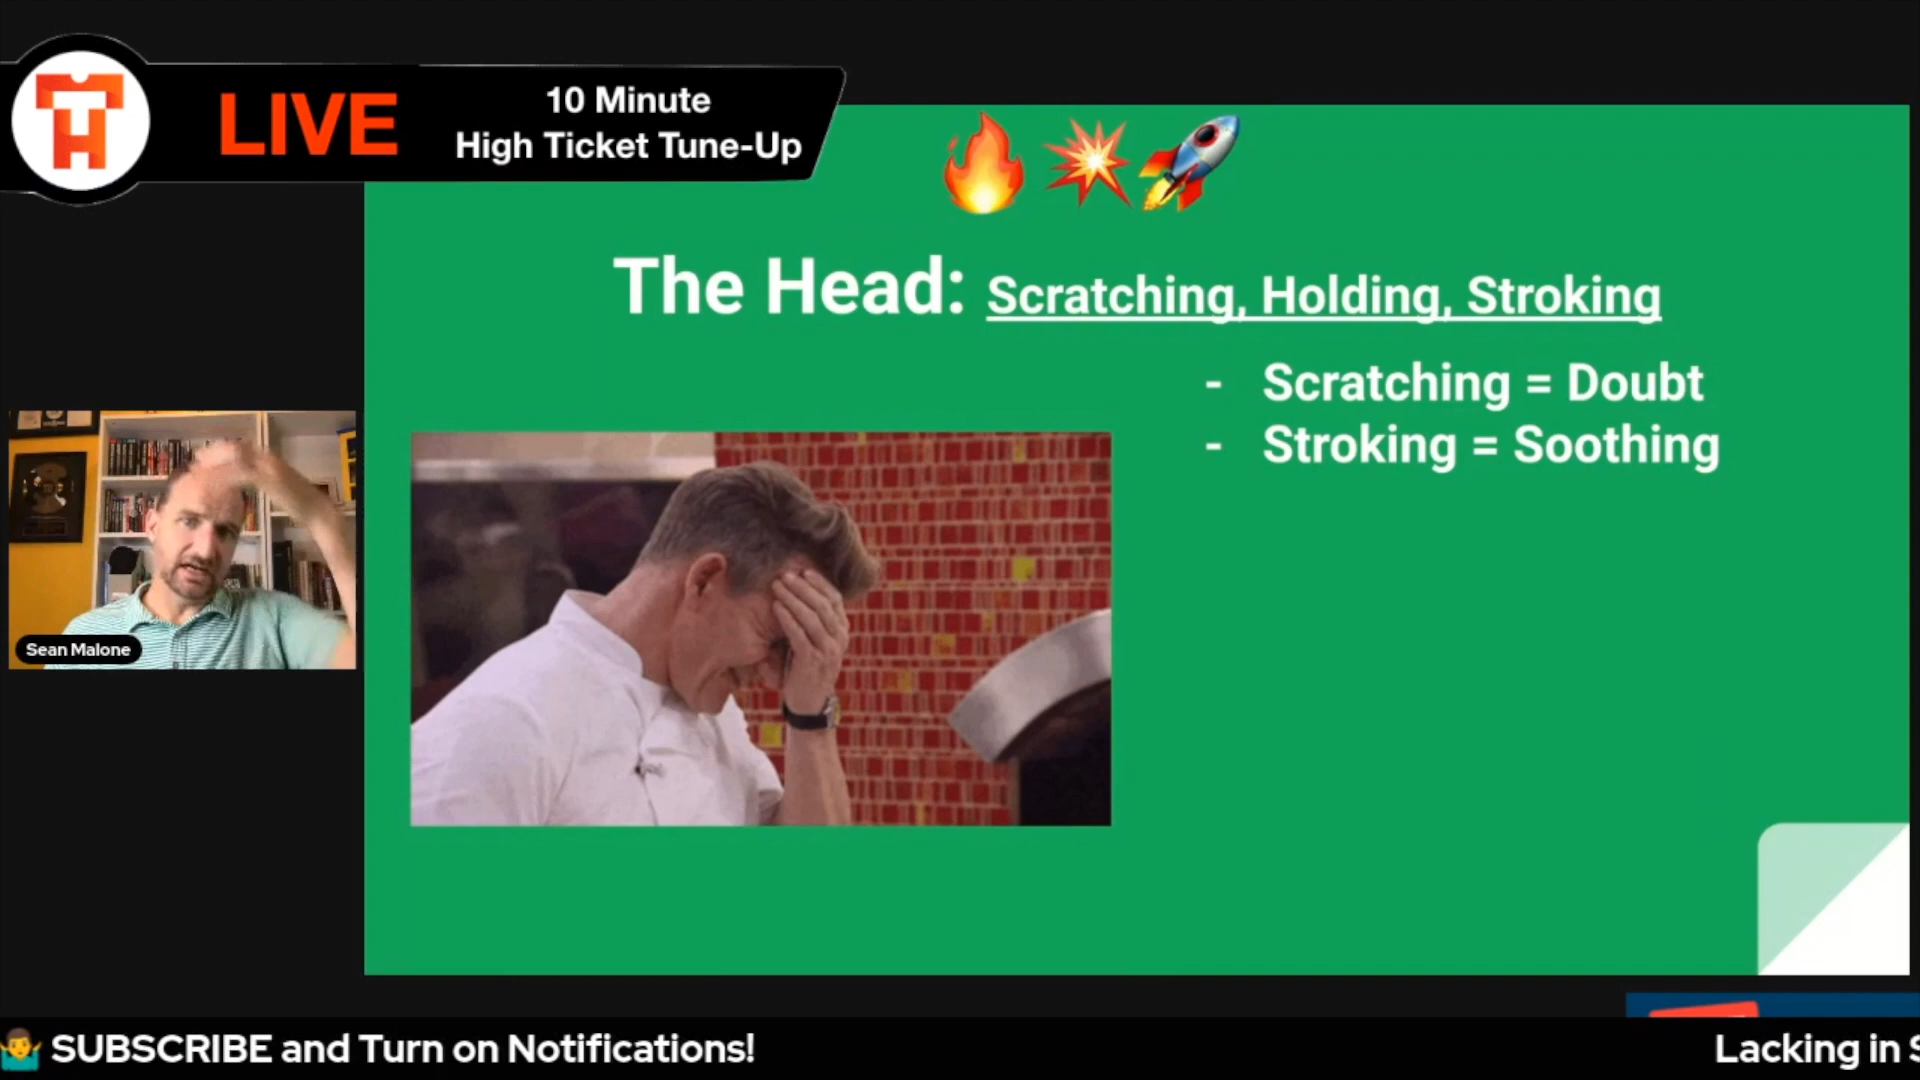 LIVE
10 Minute
High Ticket Tune-Up
The Head: Scratching, Holding, Stroking
- Scratching = Doubt
- Stroking = Soothing
Sean Malone
SUBSCRIBE and Turn on Notifications!
Lacking in